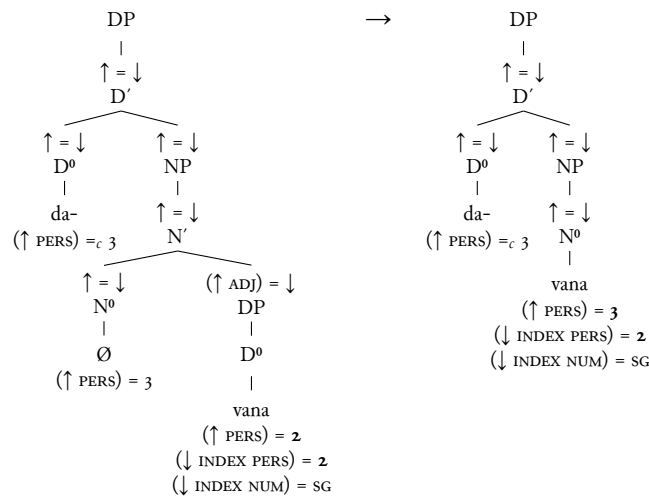 DP → DP
↑ = ↓ ↑ = ↓
D′ D′
↑ = ↓ ↑ = ↓ ↑ = ↓ ↑ = ↓
D⁰ NP D⁰ NP
da- ↑ = ↓ da- ↑ = ↓
(↑ PERS) =c 3 N′ (↑ PERS) =c 3 N⁰
↑ = ↓ (↑ ADJ) = ↓ vana
N⁰ DP (↑ PERS) = 3
Ø D⁰ (↓ INDEX PERS) = 2
(↑ PERS) = 3 (↓ INDEX NUM) = SG
vana
(↑ PERS) = 2
(↓ INDEX PERS) = 2
(↓ INDEX NUM) = SG